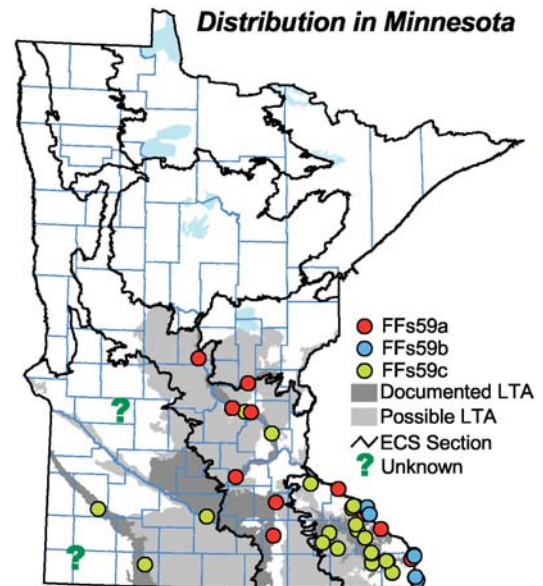 Distribution in Minnesota
FFs59a
FFs59b
FFs59c
Documented LTA
Possible LTA
ECS Section
? Unknown
?
?